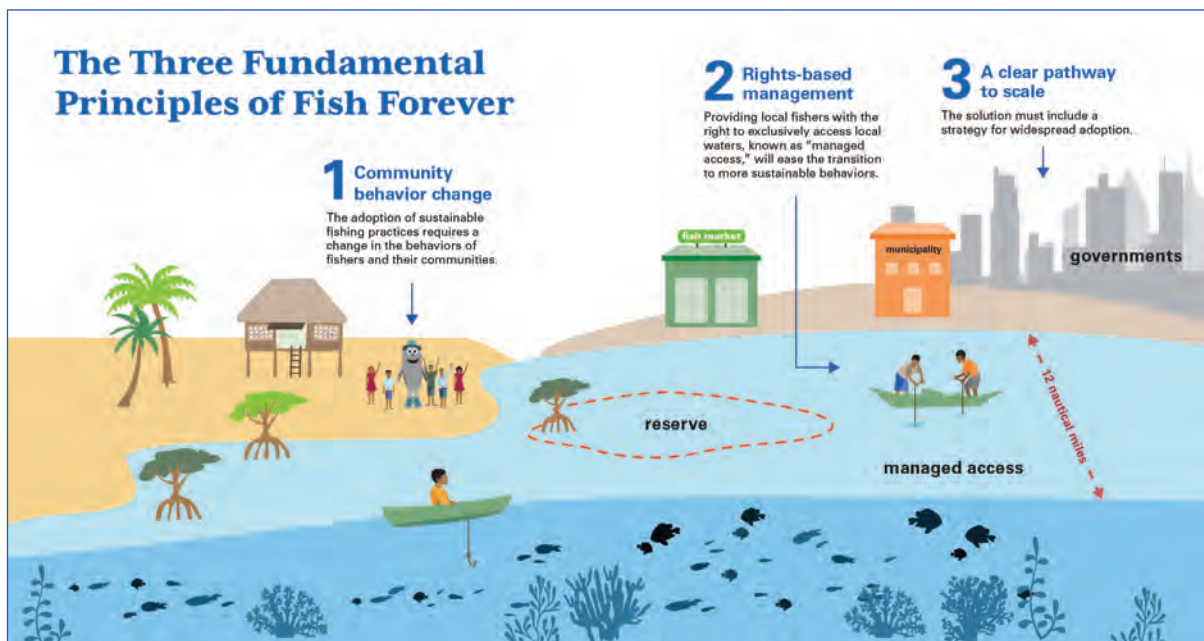 The Three Fundamental
Principles of Fish Forever
1 Community
behavior change
The adoption of sustainable
fishing practices requires a
change in the behaviors of
fishers and their communities.
2 Rights-based
management
Providing local fishers with the
right to exclusively access local
waters, known as “managed
access,” will ease the transition
to more sustainable behaviors.
3 A clear pathway
to scale
The solution must include a
strategy for widespread adoption.
fish market
municipality
governments
reserve
managed access
12 nautical miles